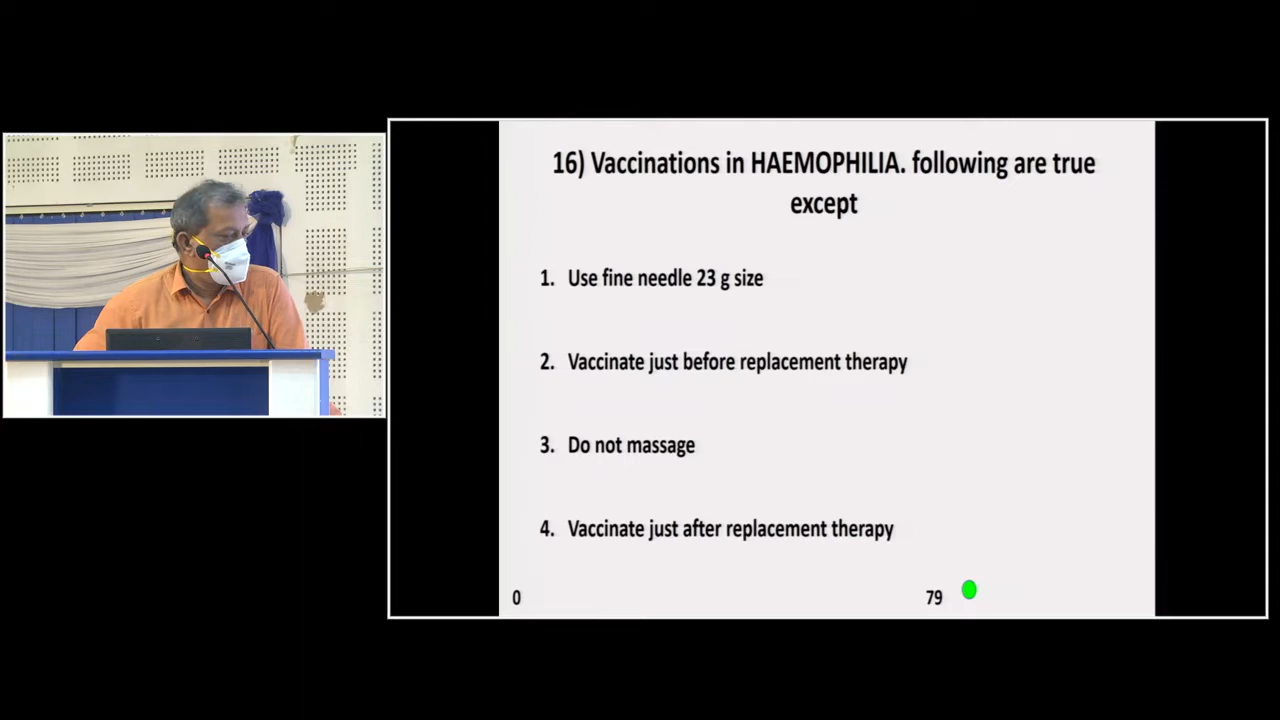 16) Vaccinations in HAEMOPHILIA. following are true
except
1. Use fine needle 23 g size
2. Vaccinate just before replacement therapy
3. Do not massage
4. Vaccinate just after replacement therapy
0 79